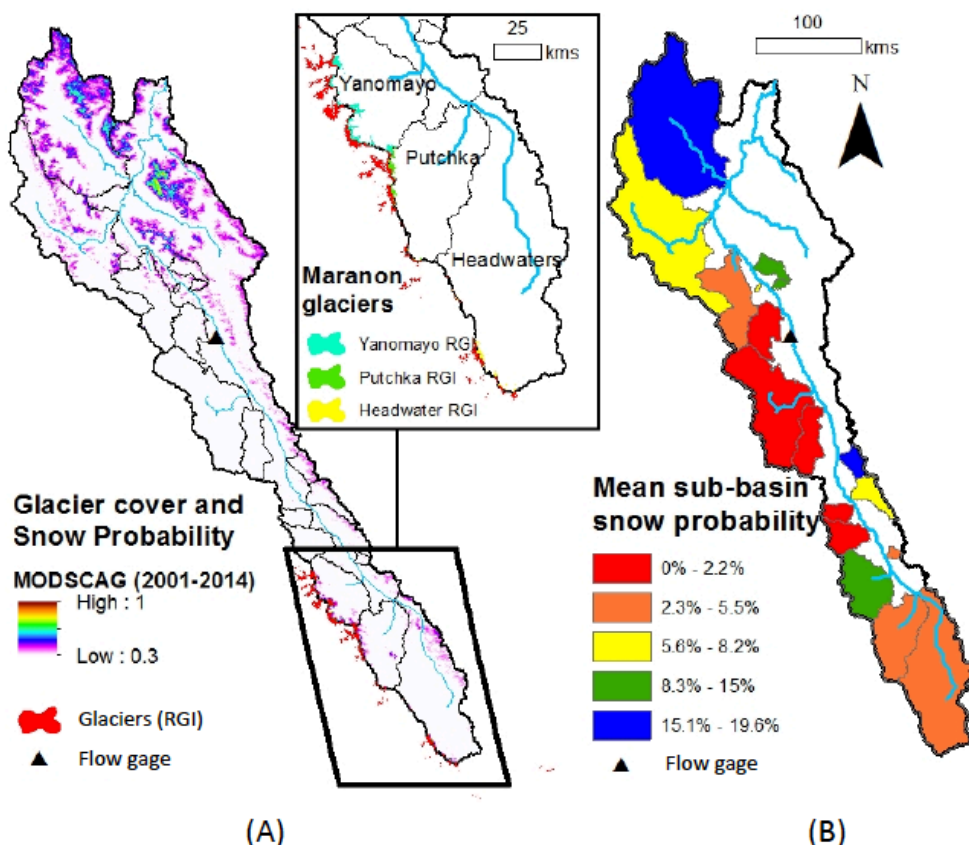 25
kms
Yanomayo
Putchka
Headwaters
Maranon
glaciers
Yanomayo RGI
Putchka RGI
Headwater RGI
Glacier cover and
Snow Probability
MODSCAG (2001-2014)
High : 1
Low : 0.3
Glaciers (RGI)
Flow gage
(A)
100
kms
N
Mean sub-basin
snow probability
0% - 2.2%
2.3% - 5.5%
5.6% - 8.2%
8.3% - 15%
15.1% - 19.6%
Flow gage
(B)